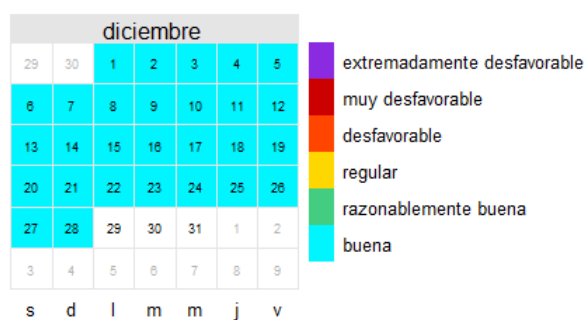 diciembre
29 30 1 2 3 4 5
6 7 8 9 10 11 12
13 14 15 16 17 18 19
20 21 22 23 24 25 26
27 28 29 30 31 1 2
3 4 5 6 7 8 9
s d l m m j v
extremadamente desfavorable
muy desfavorable
desfavorable
regular
razonablemente buena
buena